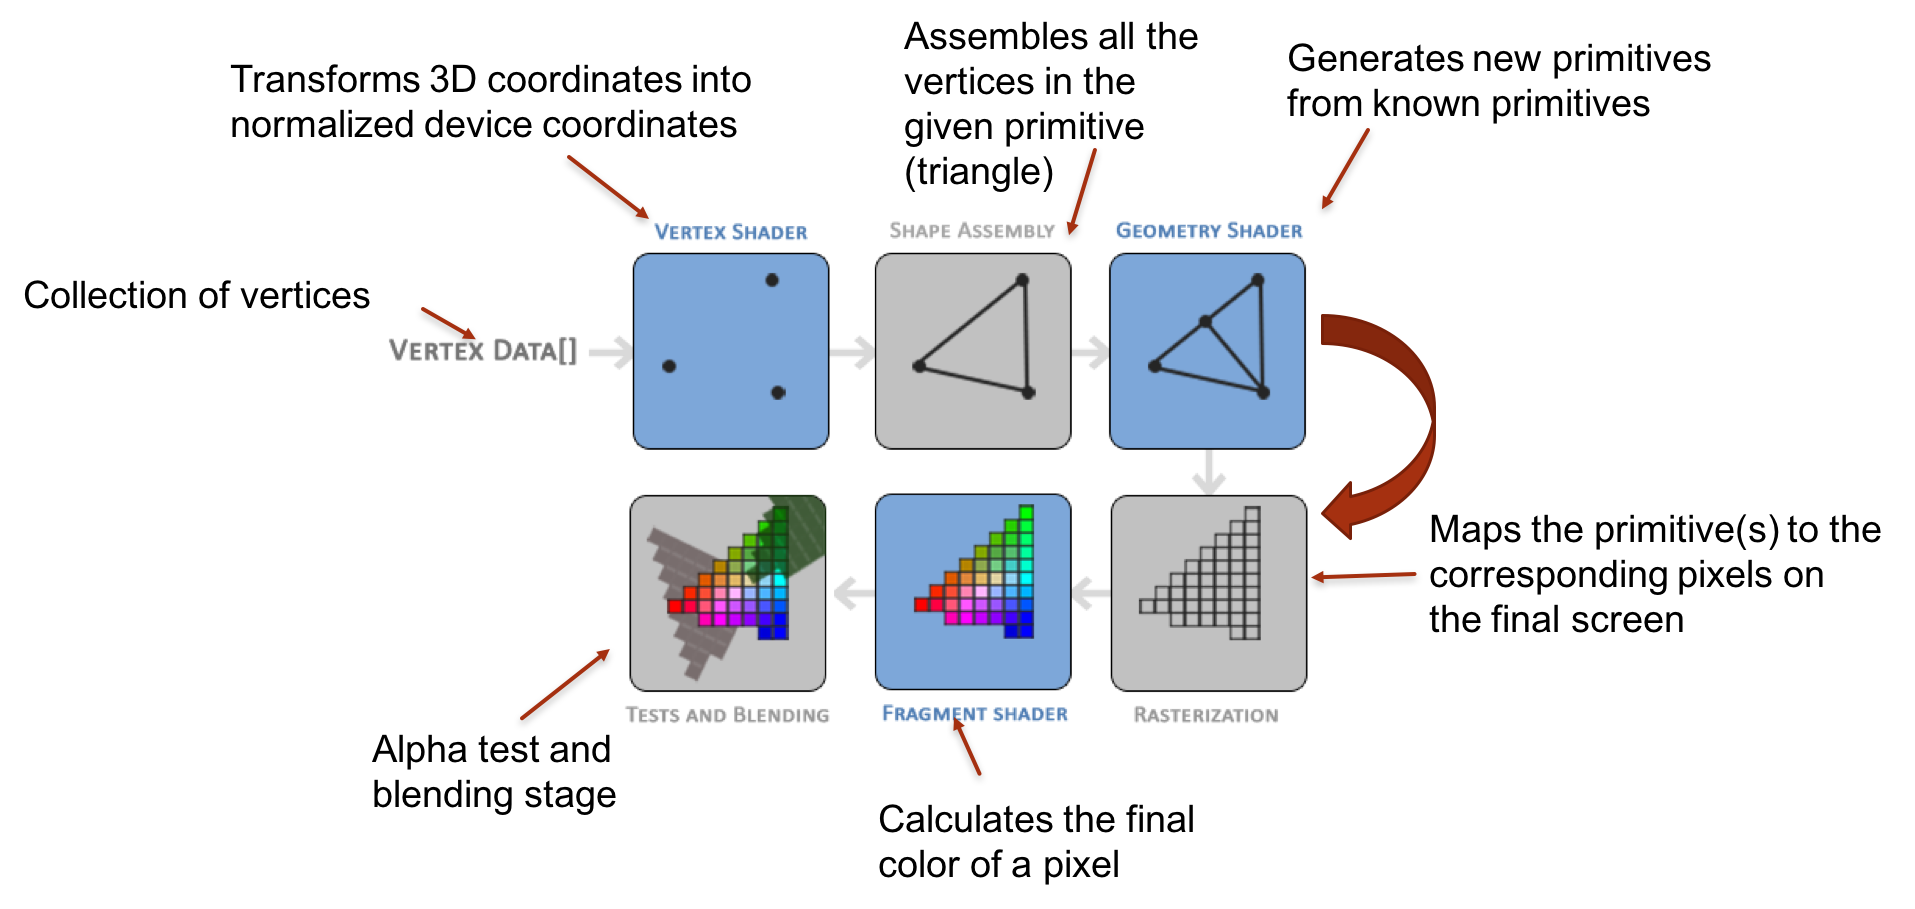 Transforms 3D coordinates into
normalized device coordinates
Assembles all the
vertices in the
given primitive
(triangle)
Generates new primitives
from known primitives
Collection of vertices
VERTEX DATA[]
VERTEX SHADER
SHAPE ASSEMBLY
GEOMETRY SHADER
Maps the primitive(s) to the
corresponding pixels on
the final screen
TESTS AND BLENDING
FRAGMENT SHADER
RASTERIZATION
Alpha test and
blending stage
Calculates the final
color of a pixel